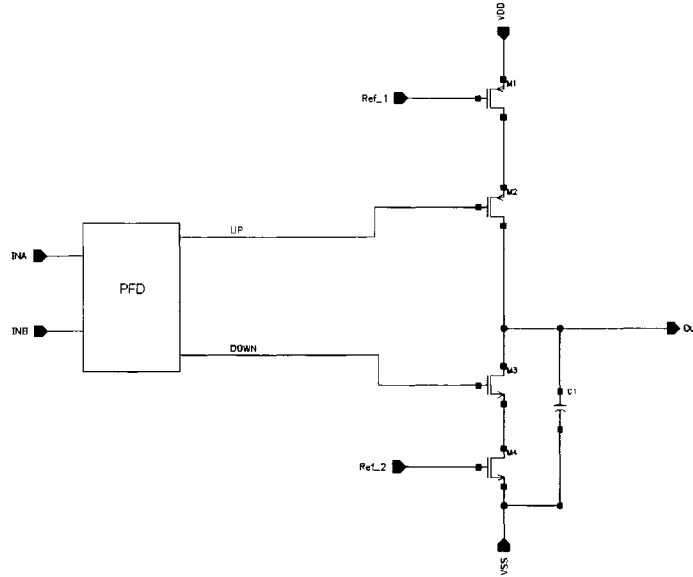 VDD
M1
Ref_1
M2
UP
INA
PFD
INB
DOWN
M3
C1
M4
Ref_2
VSS